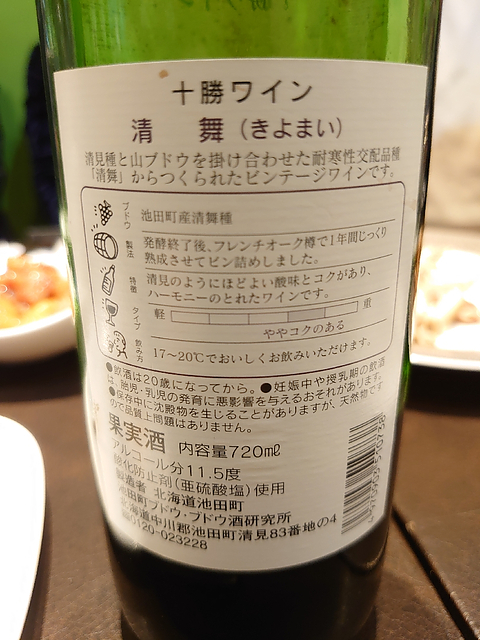 十勝ワイン
清 舞（きよまい）
清見種と山ブドウを掛け合わせた耐寒性交配品種
「清舞」からつくられたビンテージワインです。
ブドウ 池田町産清舞種
製法 発酵終了後、フレンチオーク樽で1年間じっくり
熟成させてビン詰めしました。
特徴 清見のようにほどよい酸味とコクがあり、
ハーモニーのとれたワインです。
タイプ 軽 重
ややコクのある
飲み方 17～20℃でおいしくお飲みいただけます。
●飲酒は20歳になってから。●妊娠中や授乳期の飲酒
は、胎児・乳児の発育に悪影響を与えるおそれがあります。
●保存中に沈殿物を生じることがありますが、天然物です
ので品質上問題はありません。
果実酒 内容量720mℓ
アルコール分11.5度
酸化防止剤（亜硫酸塩）使用
製造者 北海道池田町
池田町ブドウ・ブドウ酒研究所
北海道中川郡池田町清見83番地の4
0120-023228